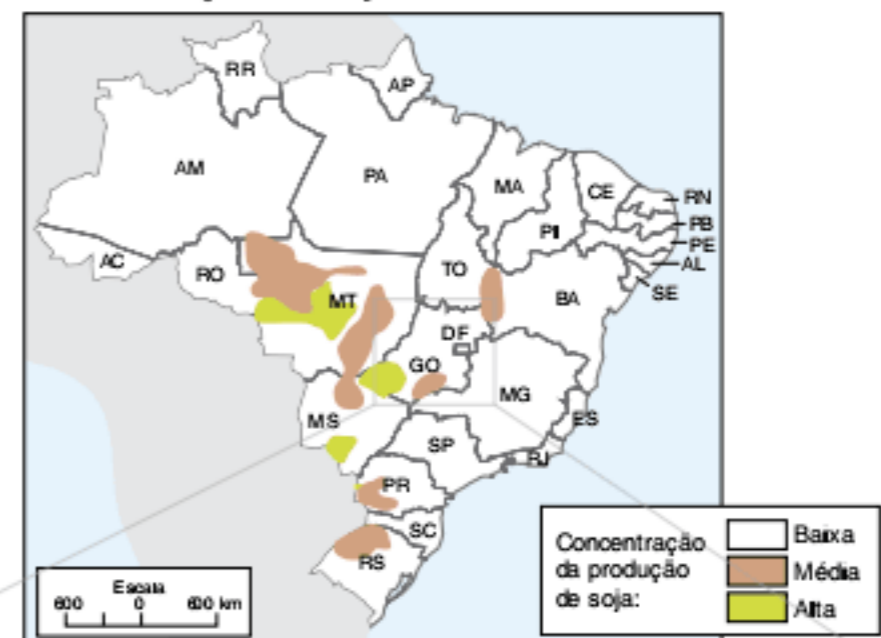 RR
AP
AM
PA
MA
CE
RN
PB
PE
AL
SE
PI
AC
RO
TO
BA
MT
DF
GO
MG
ES
MS
SP
RJ
PR
SC
RS
Escala
600 0 600 km
Concentração
da produção
de soja:
Baixa
Média
Alta